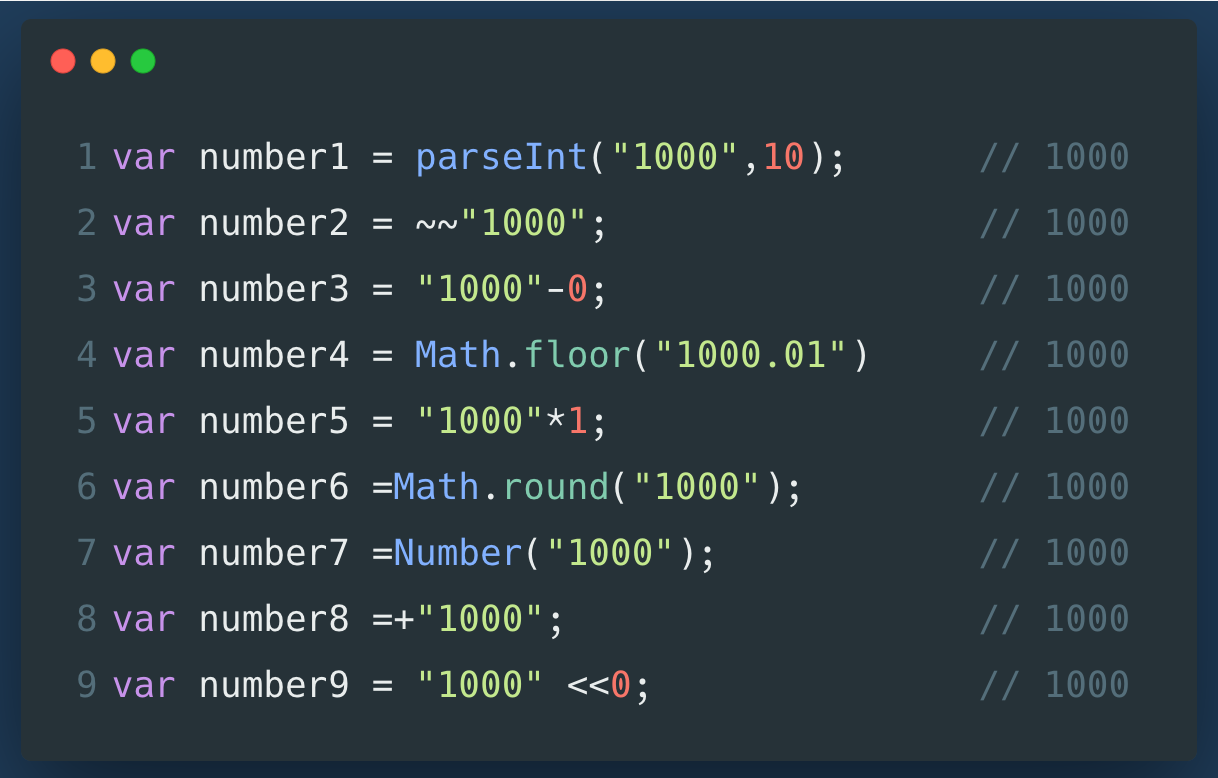 1 var number1 = parseInt("1000",10);      // 1000
2 var number2 = ~~"1000";                 // 1000
3 var number3 = "1000"-0;                 // 1000
4 var number4 = Math.floor("1000.01")     // 1000
5 var number5 = "1000"*1;                 // 1000
6 var number6 =Math.round("1000");        // 1000
7 var number7 =Number("1000");            // 1000
8 var number8 =+"1000";                   // 1000
9 var number9 = "1000" <<0;               // 1000